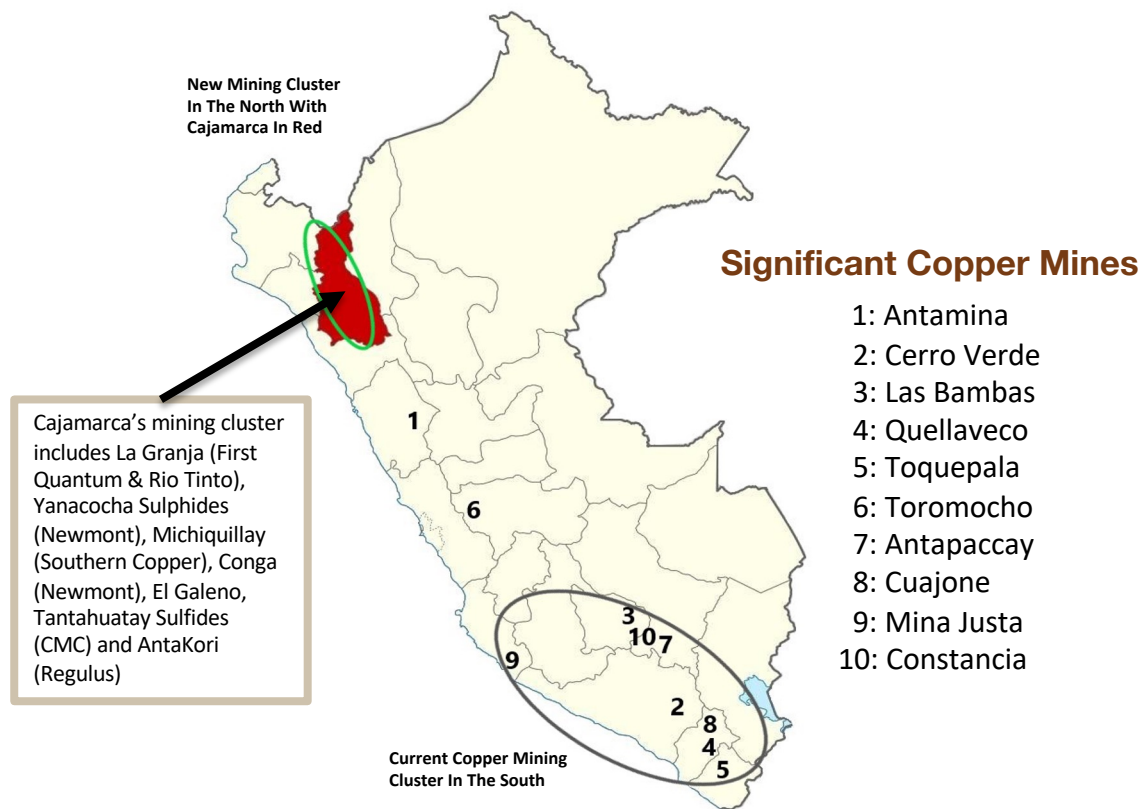 New Mining Cluster
In The North With
Cajamarca In Red
Significant Copper Mines
1: Antamina
2: Cerro Verde
3: Las Bambas
4: Quellaveco
5: Toquepala
6: Toromocho
7: Antapaccay
8: Cuajone
9: Mina Justa
10: Constancia
Cajamarca’s mining cluster
includes La Granja (First
Quantum & Rio Tinto),
Yanacocha Sulphides
(Newmont), Michiquillay
(Southern Copper), Conga
(Newmont), El Galeno,
Tantahuatay Sulfides
(CMC) and AntaKori
(Regulus)
1
6
3
10
7
9
2
8
4
5
Current Copper Mining
Cluster In The South